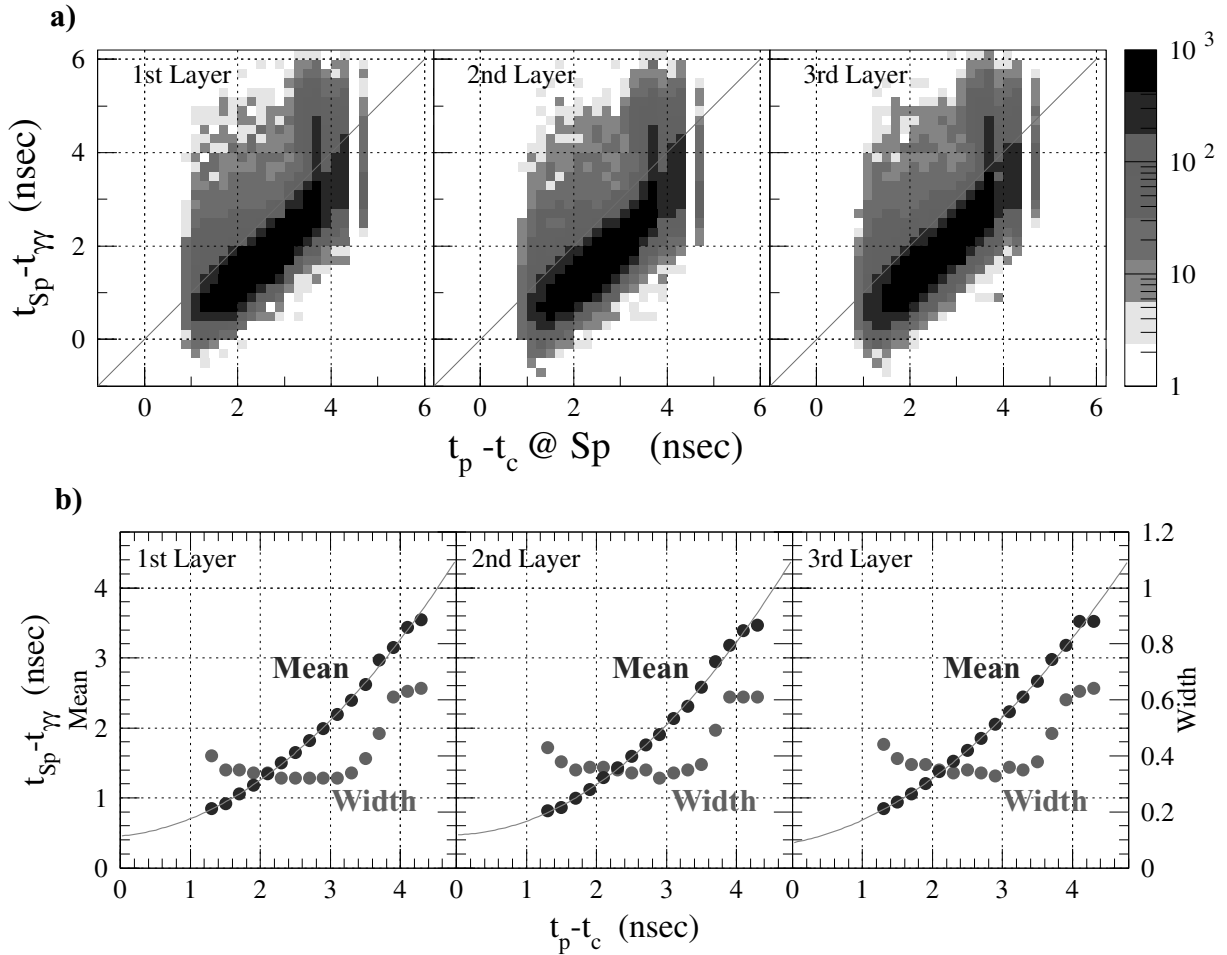 a)
1st Layer
2nd Layer
3rd Layer
6
4
2
0
t_Sp-t_γγ (nsec)
0 2 4 6
0 2 4 6
0 2 4 6
10^3
10^2
10
1
t_p-t_c @ Sp (nsec)
b)
1st Layer
2nd Layer
3rd Layer
4
3
2
1
0
t_Sp-t_γγ (nsec)
Mean
Mean
Width
Mean
Width
Mean
Width
1.2
1
0.8
0.6
0.4
0.2
0
Width
0 1 2 3 4
0 1 2 3 4
0 1 2 3 4
t_p-t_c (nsec)